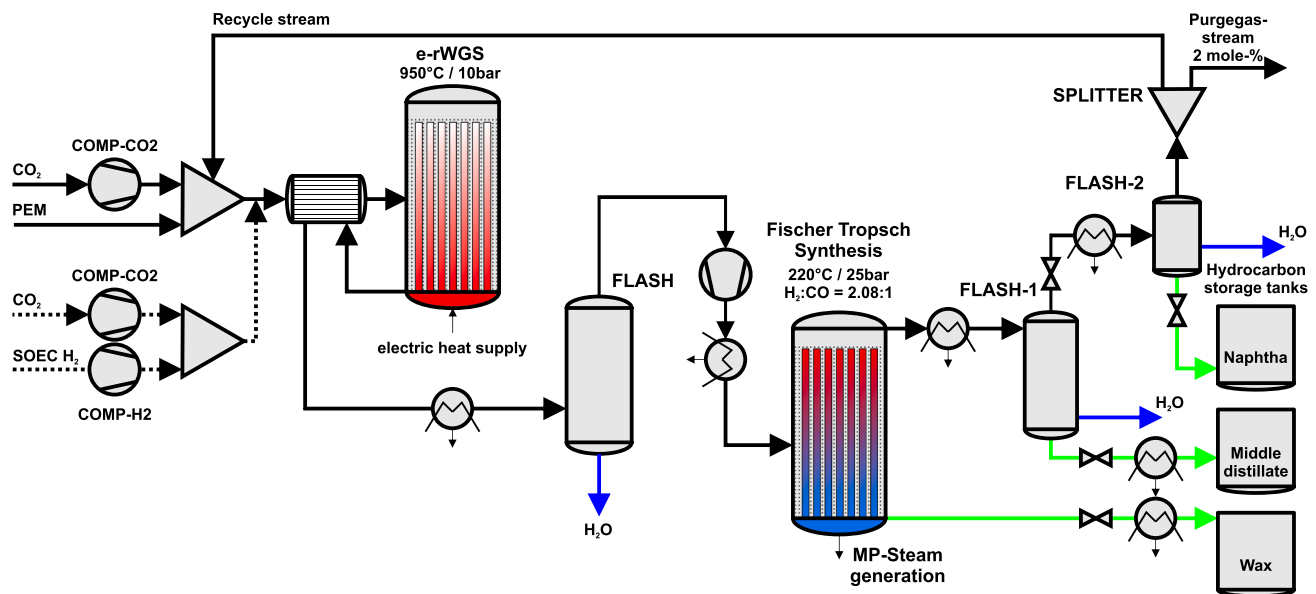 Recycle stream
Purgegas-
stream
2 mole-%
e-rWGS
950°C / 10bar
SPLITTER
COMP-CO2
CO₂
PEM
FLASH-2
H₂O
Fischer Tropsch
Synthesis
220°C / 25bar
H₂:CO = 2.08:1
FLASH
FLASH-1
Hydrocarbon
storage tanks
COMP-CO2
CO₂
SOEC H₂
COMP-H2
electric heat supply
Naphtha
H₂O
Middle
distillate
H₂O
MP-Steam
generation
Wax